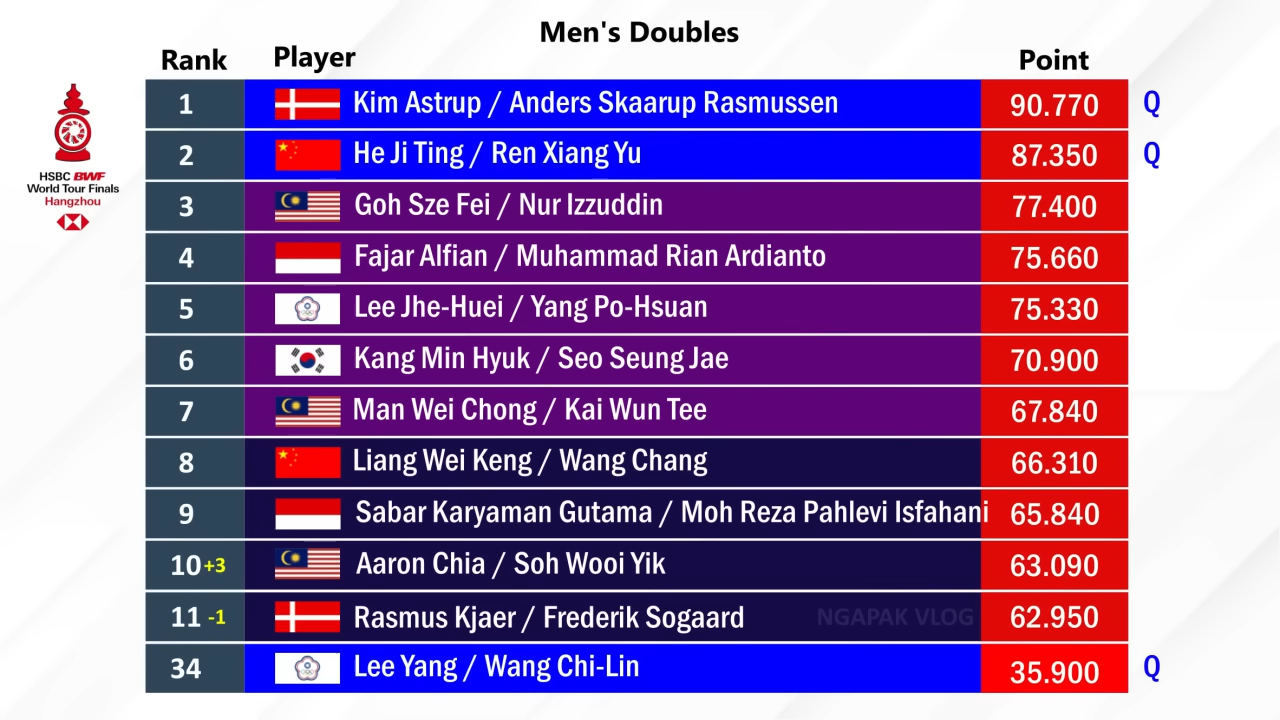 Men's Doubles
Rank Player Point
HSBC BWF
World Tour Finals
Hangzhou
1 Kim Astrup / Anders Skaarup Rasmussen 90.770 Q
2 He Ji Ting / Ren Xiang Yu 87.350 Q
3 Goh Sze Fei / Nur Izzuddin 77.400
4 Fajar Alfian / Muhammad Rian Ardianto 75.660
5 Lee Jhe-Huei / Yang Po-Hsuan 75.330
6 Kang Min Hyuk / Seo Seung Jae 70.900
7 Man Wei Chong / Kai Wun Tee 67.840
8 Liang Wei Keng / Wang Chang 66.310
9 Sabar Karyaman Gutama / Moh Reza Pahlevi Isfahani 65.840
10 +3 Aaron Chia / Soh Wooi Yik 63.090
11 -1 Rasmus Kjaer / Frederik Sogaard NGAPAK VLOG 62.950
34 Lee Yang / Wang Chi-Lin 35.900 Q